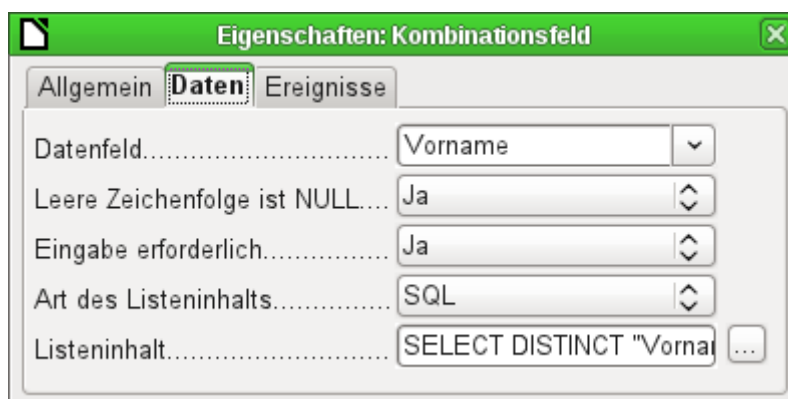 Eigenschaften: Kombinationsfeld
Allgemein Daten Ereignisse
Datenfeld.............................. Vorname
Leere Zeichenfolge ist NULL.... Ja
Eingabe erforderlich................ Ja
Art des Listeninhalts............... SQL
Listeninhalt............................ SELECT DISTINCT "Vornar ...